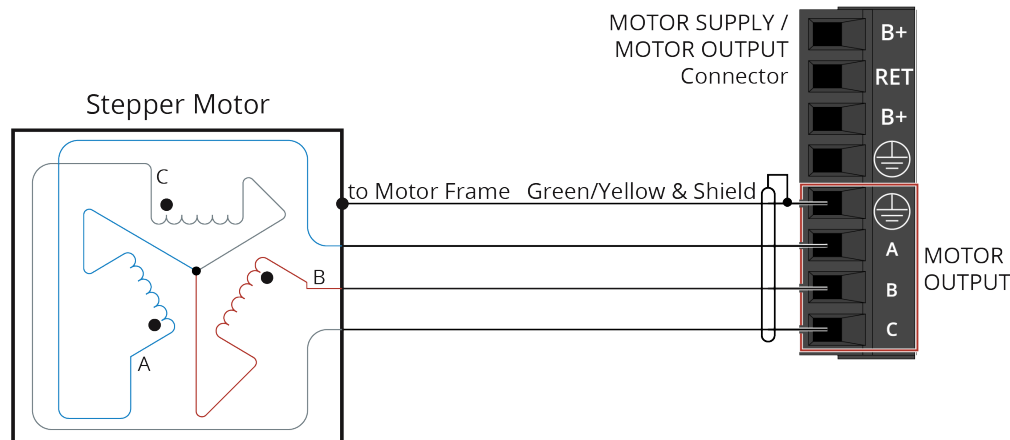 MOTOR SUPPLY /
MOTOR OUTPUT
Connector
B+
RET
B+
Stepper Motor
to Motor Frame
Green/Yellow & Shield
C
B
A
A
B
C
MOTOR
OUTPUT